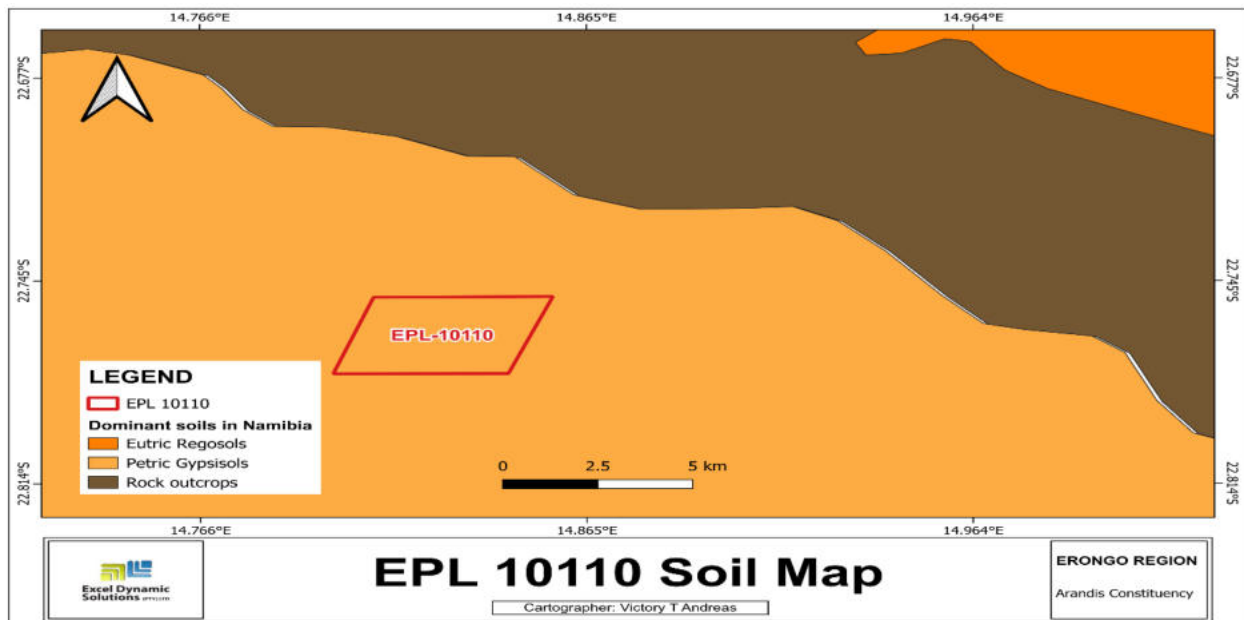 14.766°E 14.865°E 14.964°E
22.677°S 22.677°S
22.745°S 22.745°S
EPL-10110
LEGEND
EPL 10110
Dominant soils in Namibia
Eutric Regosols
Petric Gypsisols
Rock outcrops
0 2.5 5 km
22.814°S 22.814°S
14.766°E 14.865°E 14.964°E
Excel Dynamic
Solutions (PTY) LTD
EPL 10110 Soil Map
Cartographer: Victory T Andreas
ERONGO REGION
Arandis Constituency